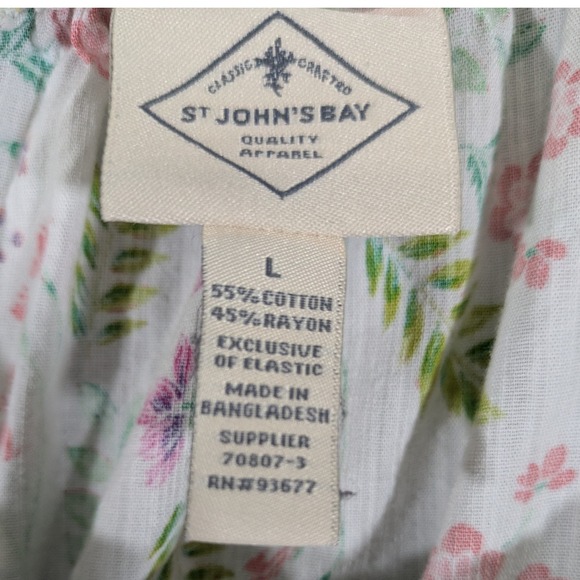 CLASSIC CRAFTED
ST JOHN'S BAY
QUALITY
APPAREL
L
55% COTTON
45% RAYON
EXCLUSIVE
OF ELASTIC
MADE IN
BANGLADESH
SUPPLIER
70807-3
RN#93677